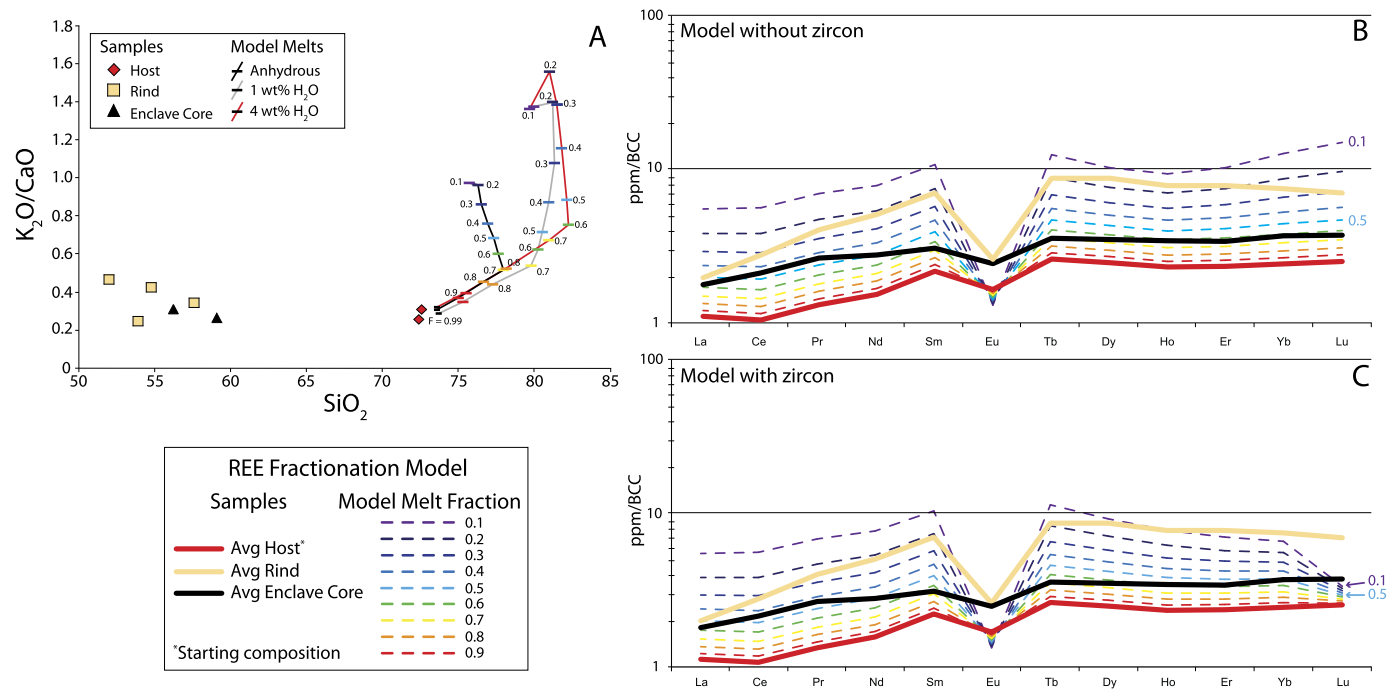 A
K2O/CaO
1.8
1.6
1.4
1.2
1.0
0.8
0.6
0.4
0.2
0
50
55
60
65
70
75
80
85
SiO2
Samples
Host
Rind
Enclave Core
Model Melts
Anhydrous
1 wt% H2O
4 wt% H2O
0.2
0.2
0.3
0.1
0.4
0.3
0.1
0.2
0.3
0.4
0.5
0.4
0.5
0.6
0.5
0.7
0.6
0.6
0.8
0.7
0.7
0.8
0.8
0.9
F = 0.99
REE Fractionation Model
Samples
Avg Host*
Avg Rind
Avg Enclave Core
*Starting composition
Model Melt Fraction
0.1
0.2
0.3
0.4
0.5
0.6
0.7
0.8
0.9
B
Model without zircon
ppm/BCC
100
10
1
0.1
0.5
La Ce Pr Nd Sm Eu Tb Dy Ho Er Yb Lu
C
Model with zircon
ppm/BCC
100
10
1
0.1
0.5
La Ce Pr Nd Sm Eu Tb Dy Ho Er Yb Lu